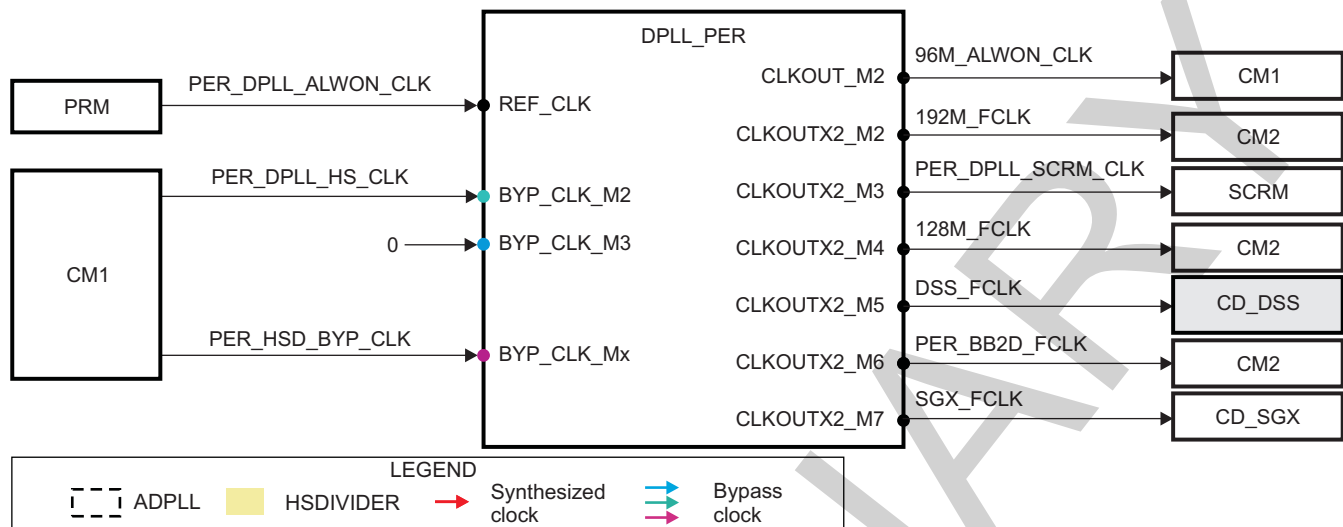 DPLL_PER
PRM
PER_DPLL_ALWON_CLK
REF_CLK
CM1
PER_DPLL_HS_CLK
BYP_CLK_M2
0
BYP_CLK_M3
PER_HSD_BYP_CLK
BYP_CLK_Mx
CLKOUT_M2
96M_ALWON_CLK
CM1
CLKOUTX2_M2
192M_FCLK
CM2
CLKOUTX2_M3
PER_DPLL_SCRM_CLK
SCRM
CLKOUTX2_M4
128M_FCLK
CM2
CLKOUTX2_M5
DSS_FCLK
CD_DSS
CLKOUTX2_M6
PER_BB2D_FCLK
CM2
CLKOUTX2_M7
SGX_FCLK
CD_SGX
LEGEND
ADPLL
HSDIVIDER
Synthesized
clock
Bypass
clock